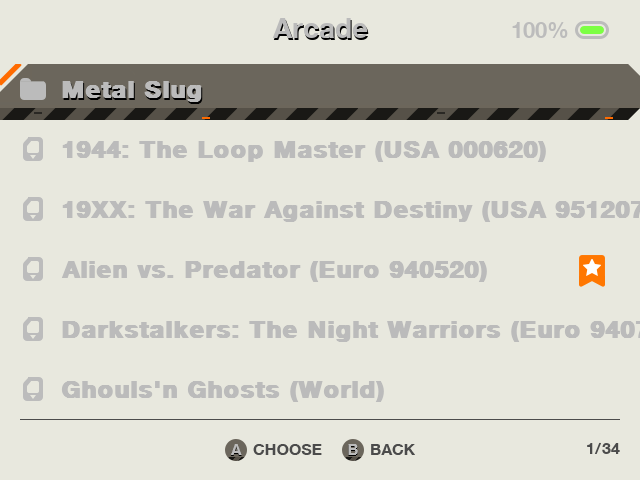 Arcade
100%
Metal Slug
1944: The Loop Master (USA 000620)
19XX: The War Against Destiny (USA 951207
Alien vs. Predator (Euro 940520)
Darkstalkers: The Night Warriors (Euro 9407
Ghouls'n Ghosts (World)
A CHOOSE B BACK 1/34